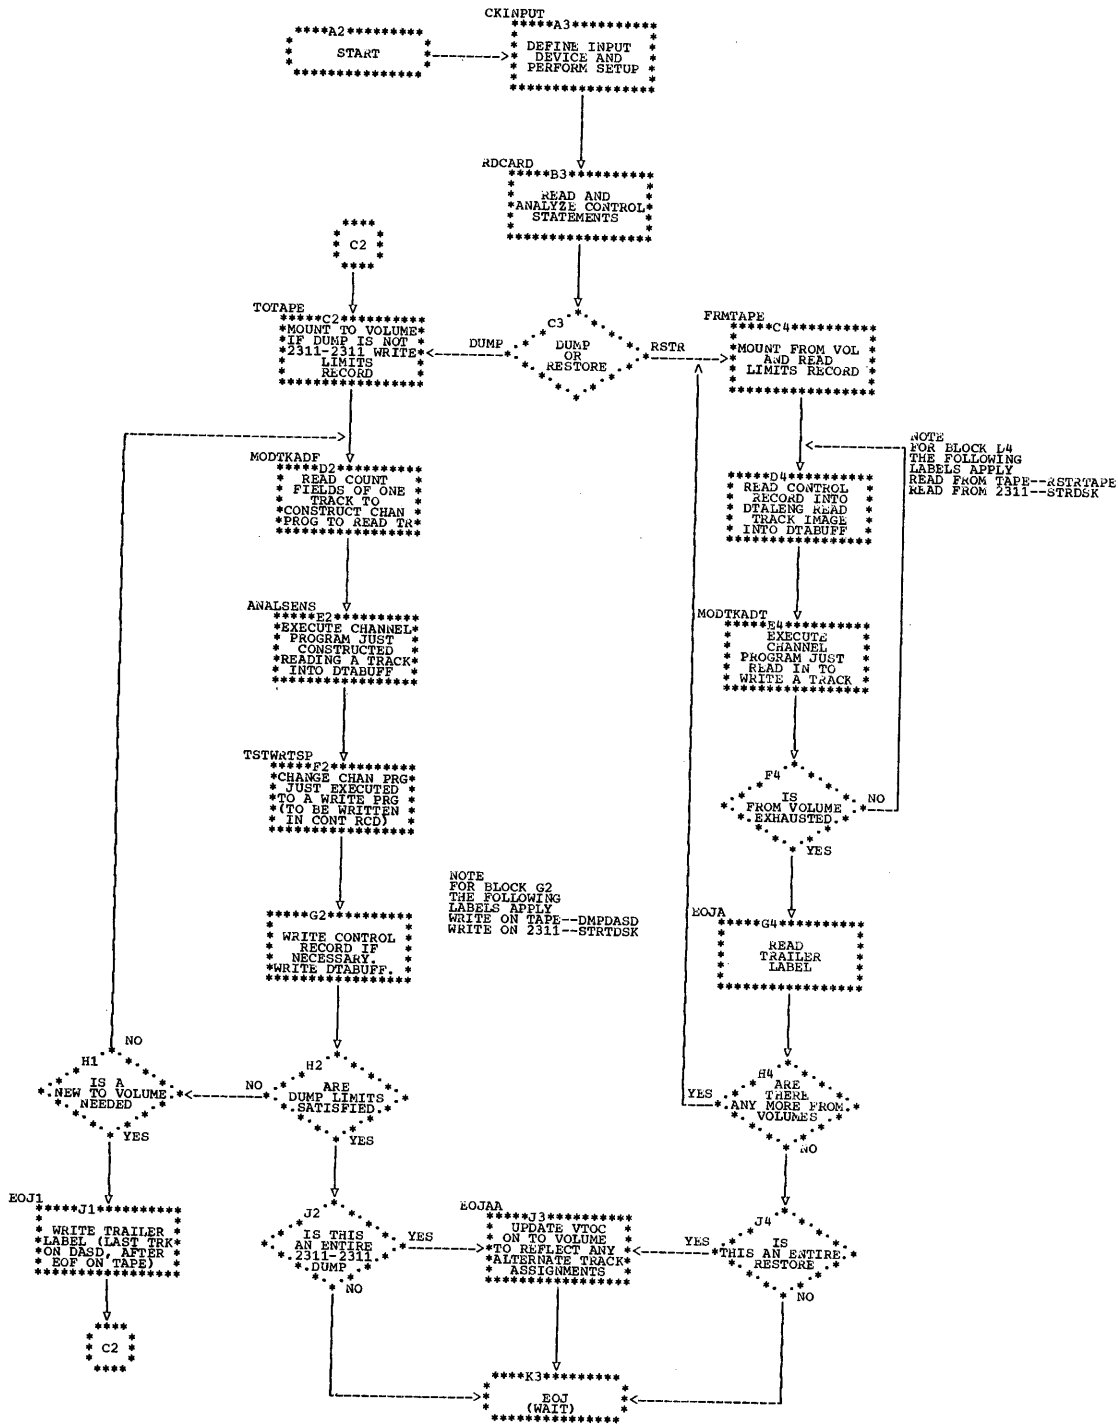 CKINPUT
A2
START
A3
DEFINE INPUT
DEVICE AND
PERFORM SETUP
RDCARD
B3
READ AND
ANALYZE CONTROL
STATEMENTS
C2
TOTAPE
C2
MOUNT TO VOLUME
IF DUMP IS NOT
2311-2311 WRITE
LIMITS
RECORD
DUMP
C3
DUMP
OR
RESTORE
RSTR
FRMTAPE
C4
MOUNT FROM VOL
AND READ
LIMITS RECORD
NOTE
FOR BLOCK D4
THE FOLLOWING
LABELS APPLY
READ FROM TAPE--RSTRTAPE
READ FROM 2311--STRDSK
MODTKADF
D2
READ COUNT
FIELDS OF ONE
TRACK TO
CONSTRUCT CHAN
PROG TO READ TR
D4
READ CONTROL
RECORD INTO
DTALENG READ
TRACK IMAGE
INTO DTABUFF
ANALSENS
E2
EXECUTE CHANNEL
PROGRAM JUST
CONSTRUCTED
READING A TRACK
INTO DTABUFF
MODTKADT
E4
EXECUTE
CHANNEL
PROGRAM JUST
READ IN TO
WRITE A TRACK
TSTWRTSP
F2
CHANGE CHAN PRG
JUST EXECUTED
TO A WRITE PRG
(TO BE WRITTEN
IN CONT RCD)
F4
IS
FROM VOLUME
EXHAUSTED
NO
YES
NOTE
FOR BLOCK G2
THE FOLLOWING
LABELS APPLY
WRITE ON TAPE--DMPDASD
WRITE ON 2311--STRTDSK
G2
WRITE CONTROL
RECORD IF
NECESSARY.
WRITE DTABUFF.
EOJA
G4
READ
TRAILER
LABEL
NO
H1
IS A
NEW TO VOLUME
NEEDED
YES
NO
H2
ARE
DUMP LIMITS
SATISFIED
YES
YES
H4
ARE
THERE
ANY MORE FROM
VOLUMES
NO
EOJ1
J1
WRITE TRAILER
LABEL (LAST TRK
ON DASD, AFTER
EOF ON TAPE)
J2
IS THIS
AN ENTIRE
2311-2311
DUMP
YES
NO
EOJAA
J3
UPDATE VTOC
ON TO VOLUME
TO REFLECT ANY
ALTERNATE TRACK
ASSIGNMENTS
YES
J4
IS
THIS AN ENTIRE
RESTORE
NO
C2
K3
EOJ
(WAIT)